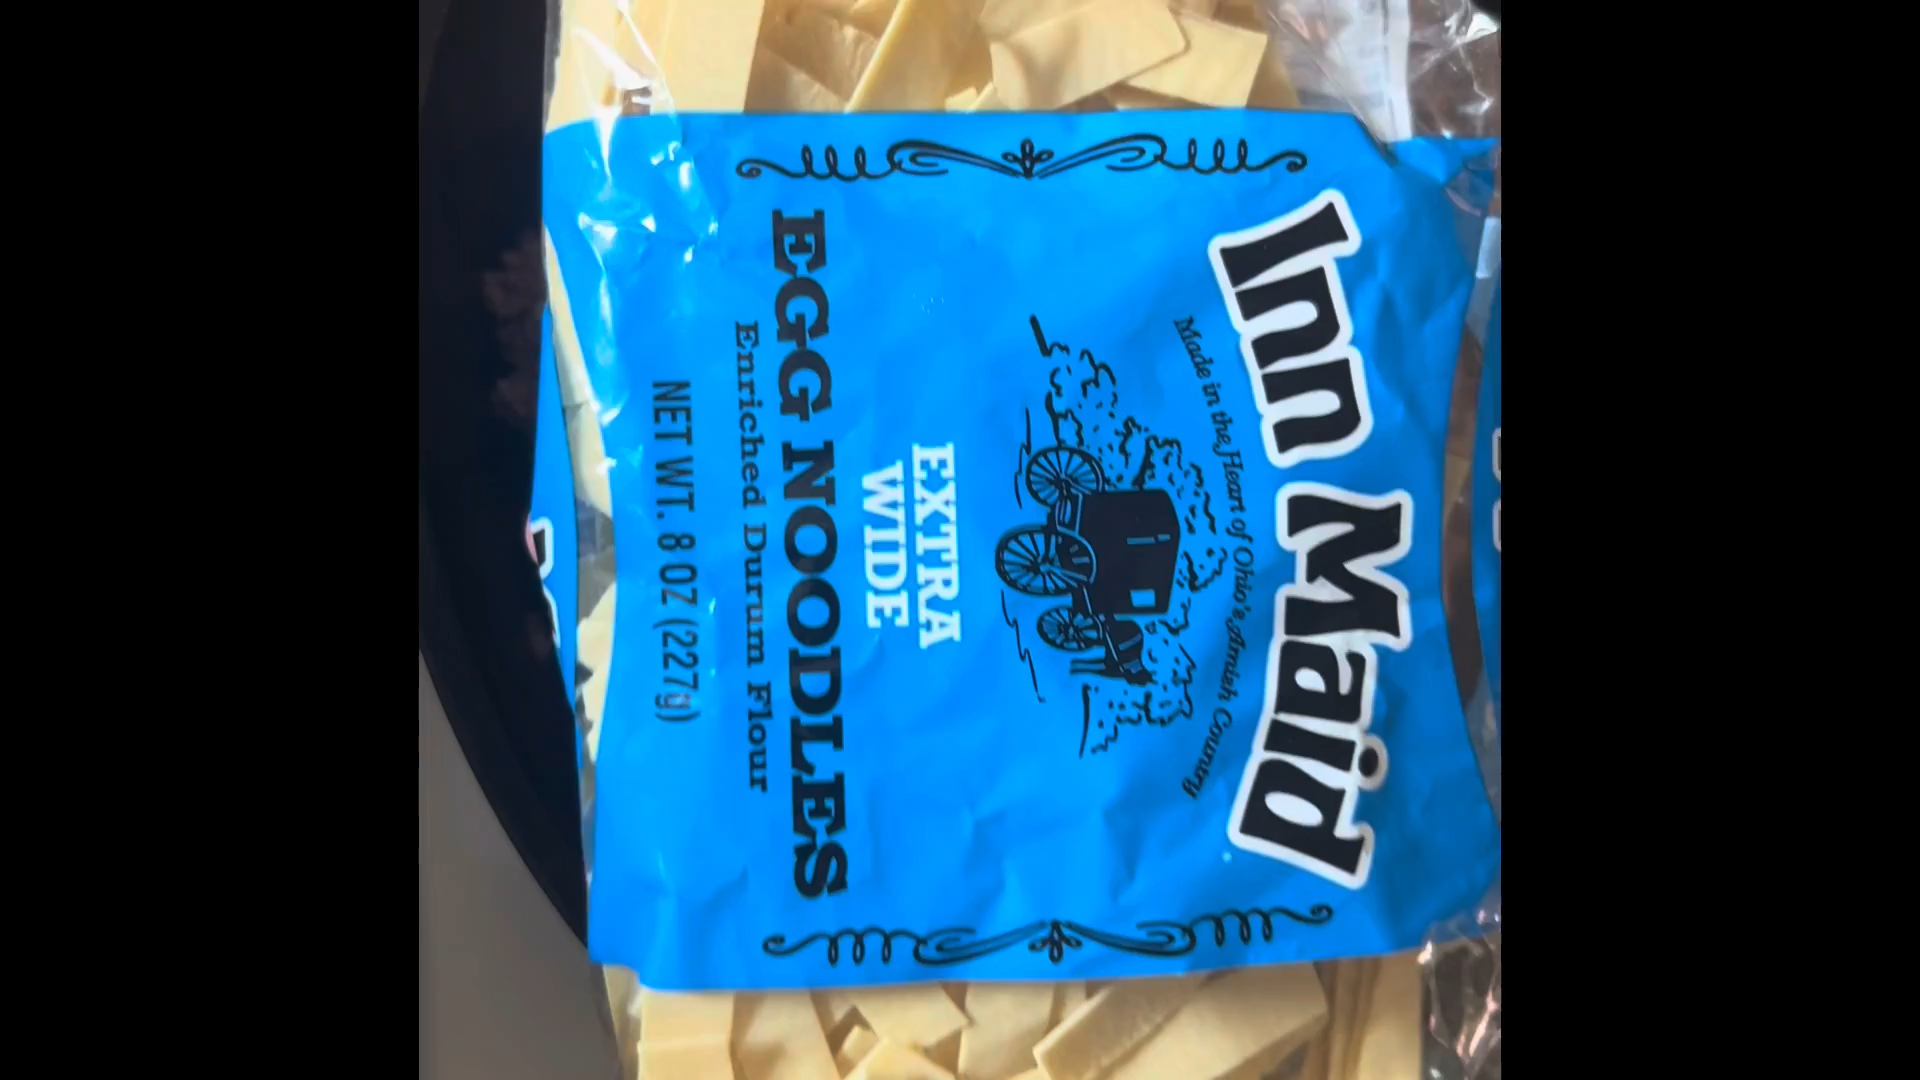 Inn Maid
Made in the Heart of Ohio's Amish Country
EXTRA
WIDE
EGG NOODLES
Enriched Durum Flour
NET WT. 8 OZ (227g)